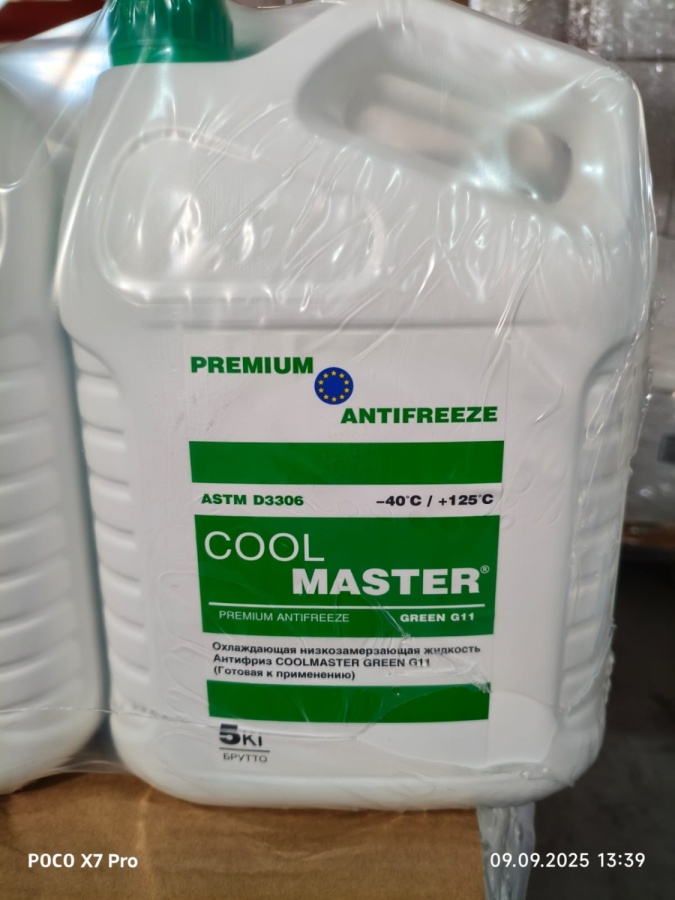 PREMIUM
ANTIFREEZE
ASTM D3306 -40°C / +125°C
COOL
MASTER®
PREMIUM ANTIFREEZE GREEN G11
Охлаждающая низкозамерзающая жидкость
Антифриз COOLMASTER GREEN G11
(Готовая к применению)
5кг
БРУТТО
POCO X7 Pro 09.09.2025 13:39